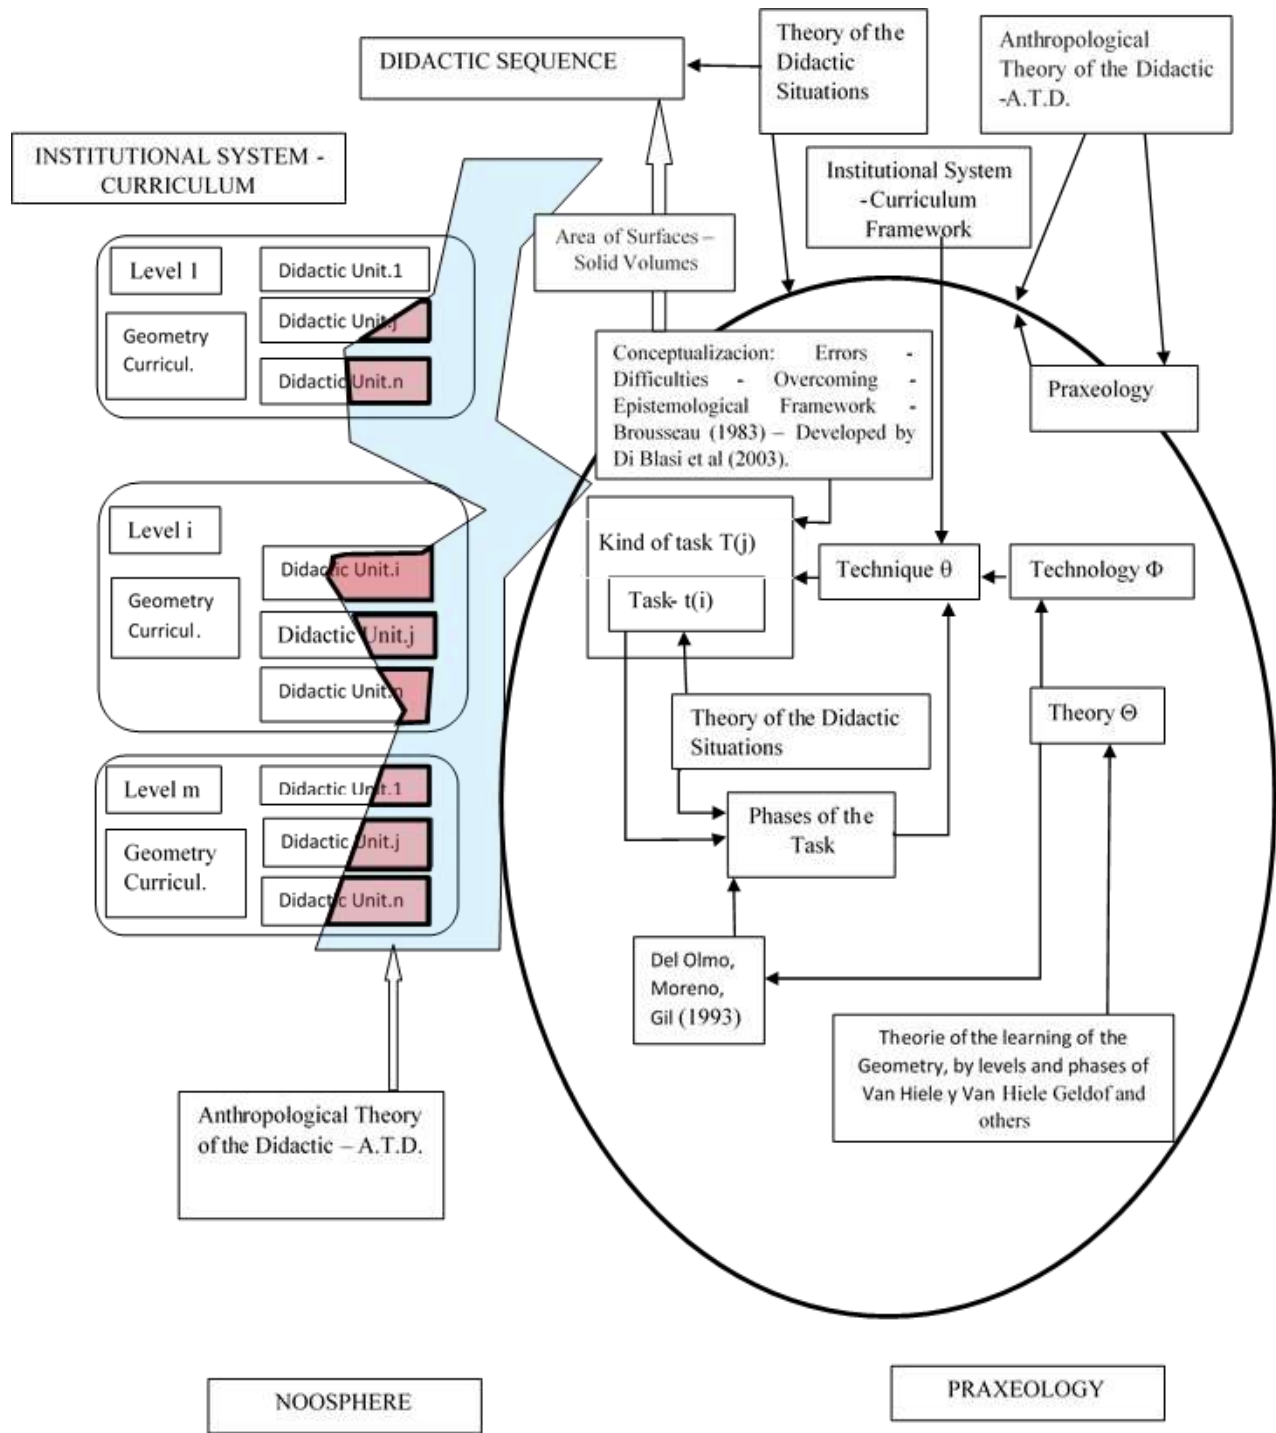 DIDACTIC SEQUENCE
Theory of the
Didactic
Situations
Anthropological
Theory of the Didactic
-A.T.D.
INSTITUTIONAL SYSTEM -
CURRICULUM
Institutional System
-Curriculum
Framework
Area of Surfaces –
Solid Volumes
Level 1
Didactic Unit.1
Didactic Unit.j
Geometry
Curricul.
Didactic Unit.n
Conceptualizacion: Errors -
Difficulties - Overcoming -
Epistemological Framework -
Brousseau (1983) – Developed by
Di Blasi et al (2003).
Praxeology
Level i
Kind of task T(j)
Didactic Unit.i
Technique θ
Technology Φ
Geometry
Curricul.
Task- t(i)
Didactic Unit.j
Didactic Unit.n
Theory of the Didactic
Situations
Theory Θ
Level m
Didactic Unit.1
Phases of the
Task
Didactic Unit.j
Geometry
Curricul.
Didactic Unit.n
Del Olmo,
Moreno,
Gil (1993)
Theorie of the learning of the
Geometry, by levels and phases of
Van Hiele y Van Hiele Geldof and
others
Anthropological Theory
of the Didactic – A.T.D.
NOOSPHERE
PRAXEOLOGY